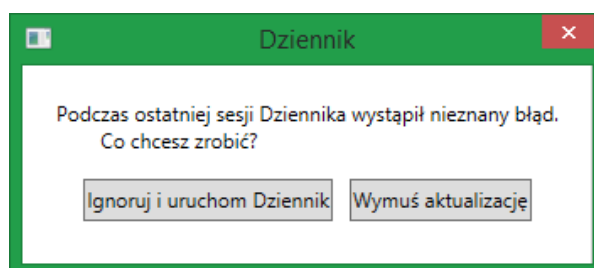 Dziennik
Podczas ostatniej sesji Dziennika wystąpił nieznany błąd.
Co chcesz zrobić?
Ignoruj i uruchom Dziennik
Wymuś aktualizację